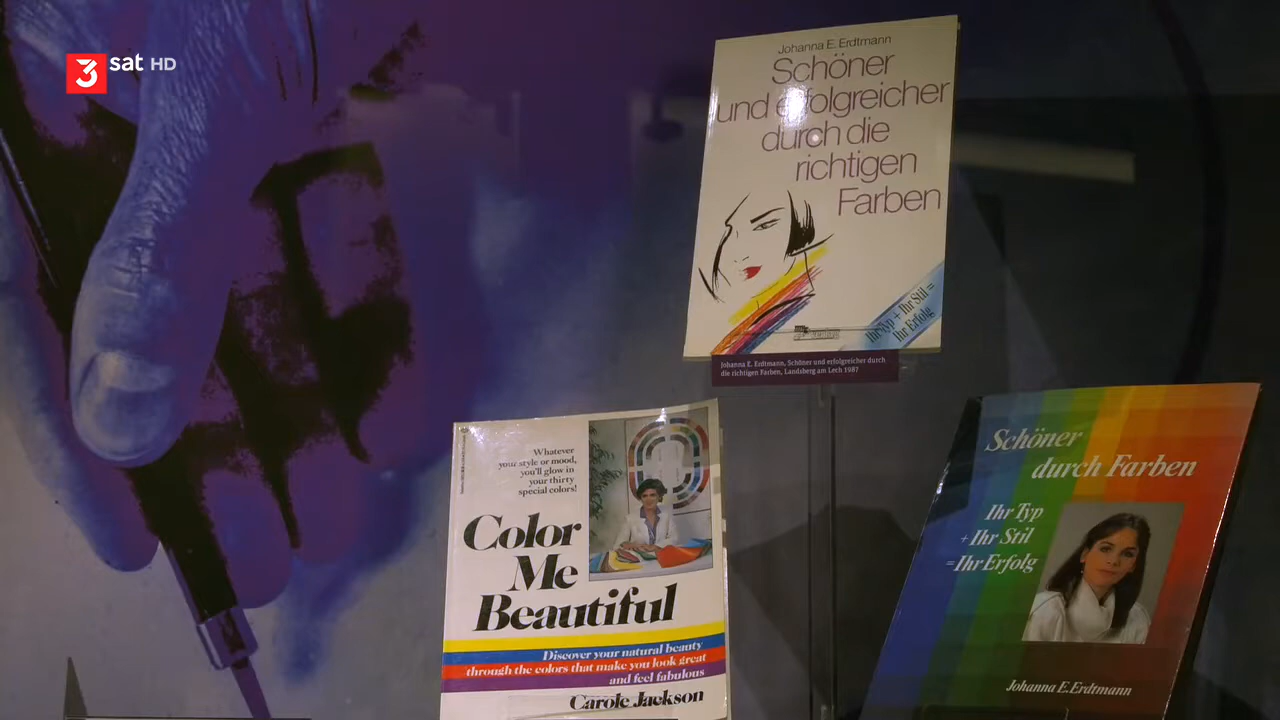 3 sat HD
Johanna E. Erdtmann
Schöner
und erfolgreicher
durch die
richtigen
Farben
Ihr Typ + Ihr Stil =
Ihr Erfolg
Johanna E. Erdtmann, Schöner und erfolgreicher durch
die richtigen Farben, Landsberg am Lech 1987
Whatever
your style or mood,
you'll glow in
your thirty
special colors!
Color
Me
Beautiful
Discover your natural beauty
through the colors that make you look great
and feel fabulous
Carole Jackson
Schöner
durch Farben
Ihr Typ
+ Ihr Stil
= Ihr Erfolg
Johanna E. Erdtmann